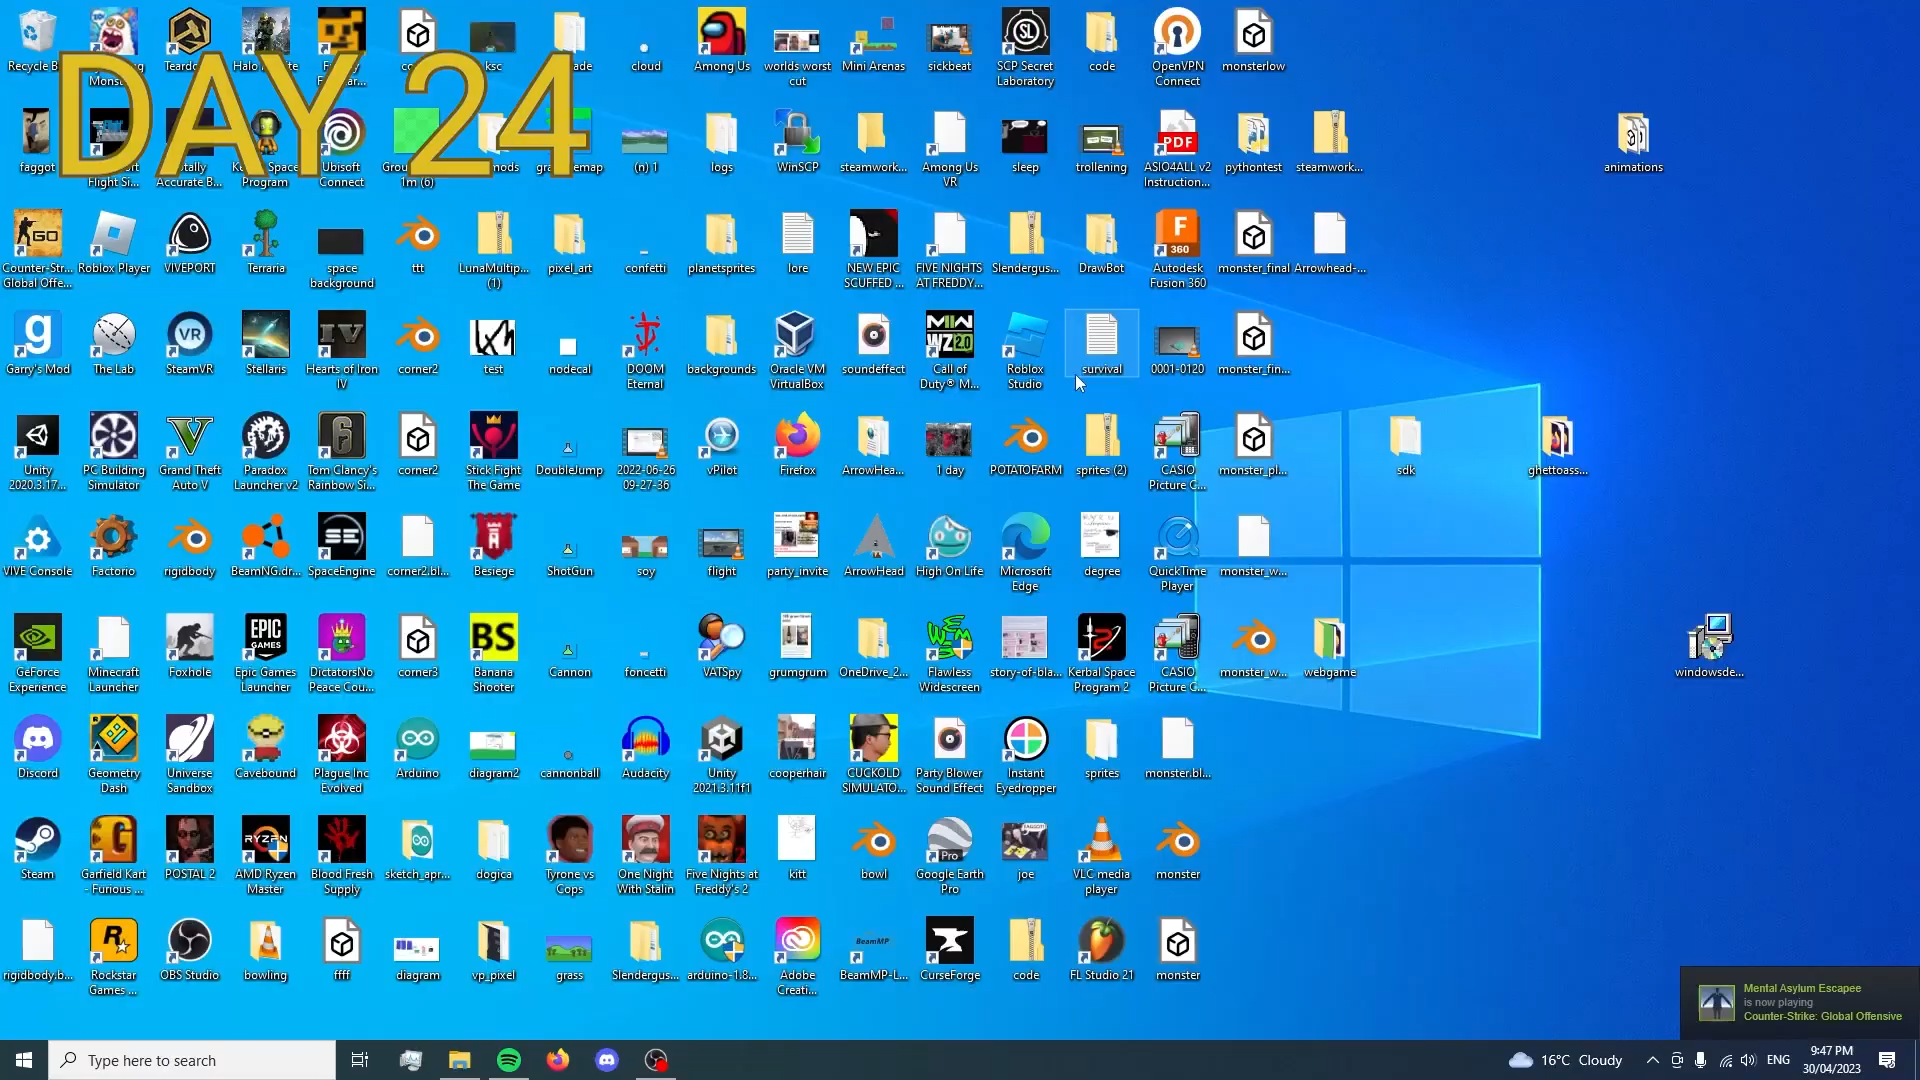 DAY 24
Recycle B
cloud
Among Us
worlds worst
cut
Mini Arenas
sickbeat
SCP Secret
Laboratory
code
OpenVPN
Connect
monsterlow
faggot
Flight Si...
Accurate B...
Program
Ubisoft
Connect
1m (6)
(n) 1
logs
WinSCP
steamwork...
Among Us
VR
sleep
trollening
ASIO4ALL v2
Instruction...
pythontest
steamwork...
animations
Counter-Str...
Global Offe...
Roblox Player
VIVEPORT
Terraria
space
background
ttt
LunaMultip...
(1)
pixel_art
confetti
planetsprites
lore
NEW EPIC
SCUFFED ...
FIVE NIGHTS
AT FREDDY...
Slendergus...
DrawBot
Autodesk
Fusion 360
monster_final
Arrowhead-...
Garry's Mod
The Lab
SteamVR
Stellaris
Hearts of Iron
IV
corner2
test
nodecal
DOOM
Eternal
backgrounds
Oracle VM
VirtualBox
soundeffect
Call of
Duty® M...
Roblox
Studio
survival
0001-0120
monster_fin...
Unity
2020.3.17...
PC Building
Simulator
Grand Theft
Auto V
Paradox
Launcher v2
Tom Clancy's
Rainbow Si...
corner2
Stick Fight
The Game
DoubleJump
2022-06-26
09-27-36
vPilot
Firefox
ArrowHea...
1 day
POTATOFARM
sprites (2)
CASIO
Picture C...
monster_pl...
sdk
ghettoass...
VIVE Console
Factorio
rigidbody
BeamNG.dr...
SpaceEngine
corner2.bl...
Besiege
ShotGun
soy
flight
party_invite
ArrowHead
High On Life
Microsoft
Edge
degree
QuickTime
Player
monster_w...
GeForce
Experience
Minecraft
Launcher
Foxhole
Epic Games
Launcher
DictatorsNo
Peace Cou...
corner3
Banana
Shooter
Cannon
foncetti
VATSpy
grumgrum
OneDrive_2...
Flawless
Widescreen
story-of-bla...
Kerbal Space
Program 2
CASIO
Picture C...
monster_w...
webgame
windowsde...
Discord
Geometry
Dash
Universe
Sandbox
Cavebound
Plague Inc
Evolved
Arduino
diagram2
cannonball
Audacity
Unity
2021.3.11f1
cooperhair
CUCKOLD
SIMULATO...
Party Blower
Sound Effect
Instant
Eyedropper
sprites
monster.bl...
Steam
Garfield Kart
- Furious ...
POSTAL 2
AMD Ryzen
Master
Blood Fresh
Supply
sketch_apr...
dogica
Tyrone vs
Cops
One Night
With Stalin
Five Nights at
Freddy's 2
kitt
bowl
Google Earth
Pro
joe
VLC media
player
monster
rigidbody.b...
Rockstar
Games ...
OBS Studio
bowling
ffff
diagram
vp_pixel
grass
Slendergus...
arduino-1.8...
Adobe
Creati...
BeamMP-L...
CurseForge
code
FL Studio 21
monster
Mental Asylum Escapee
is now playing
Counter-Strike: Global Offensive
Type here to search
16°C Cloudy
ENG
9:47 PM
30/04/2023